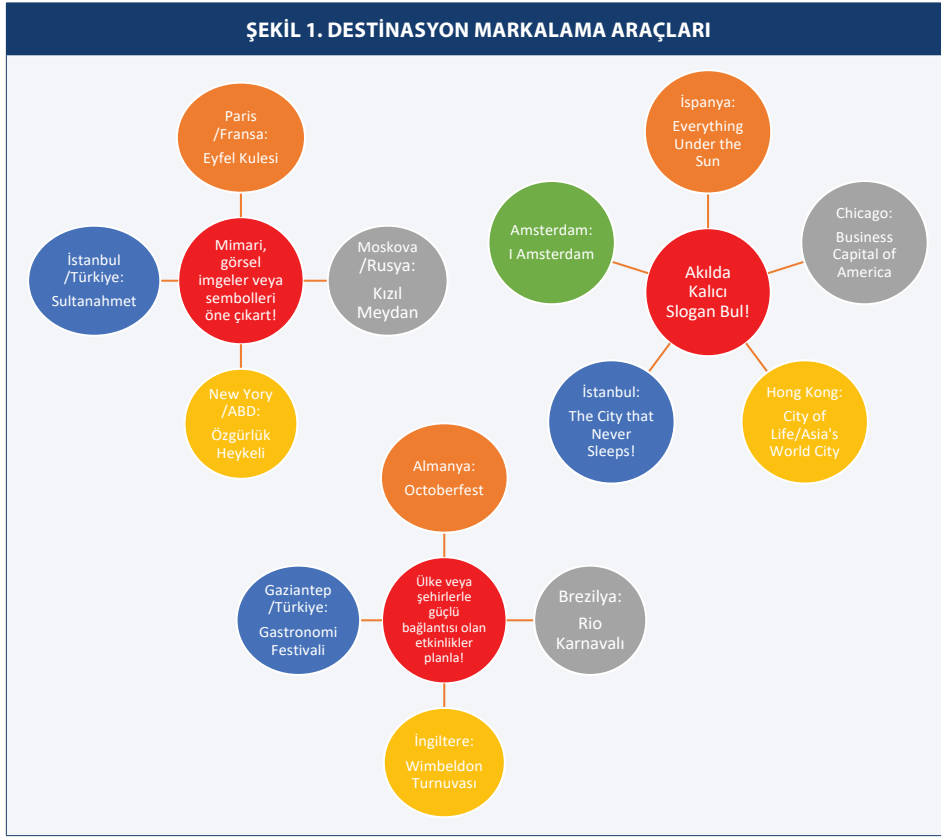 ŞEKİL 1. DESTİNASYON MARKALAMA ARAÇLARI
Paris
/Fransa:
Eyfel Kulesi
İstanbul
/Türkiye:
Sultanahmet
Mimari,
görsel
imgeler veya
sembolleri
öne çıkart!
Moskova
/Rusya:
Kızıl
Meydan
New Yory
/ABD:
Özgürlük
Heykeli
İspanya:
Everything
Under the
Sun
Amsterdam:
I Amsterdam
Akılda
Kalıcı
Slogan Bul!
Chicago:
Business
Capital of
America
İstanbul:
The City that
Never
Sleeps!
Hong Kong:
City of
Life/Asia's
World City
Almanya:
Octoberfest
Gaziantep
/Türkiye:
Gastronomi
Festivali
Ülke veya
şehirlerle
güçlü
bağlantısı olan
etkinlikler
planla!
Brezilya:
Rio
Karnavalı
İngiltere:
Wimbeldon
Turnuvası